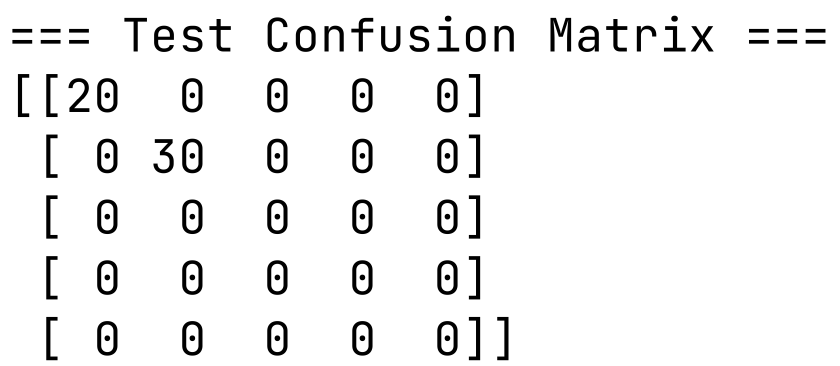 === Test Confusion Matrix ===
[[20  0  0  0  0]
 [ 0 30  0  0  0]
 [ 0  0  0  0  0]
 [ 0  0  0  0  0]
 [ 0  0  0  0  0]]